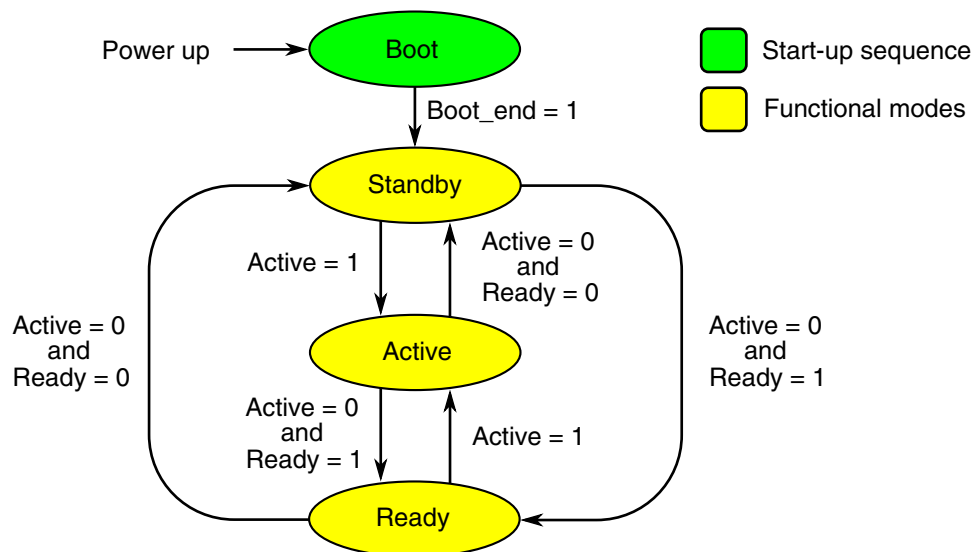 Power up
Boot
Start-up sequence
Boot_end = 1
Functional modes
Standby
Active = 1
Active = 0
and
Ready = 0
Active = 0
and
Ready = 0
Active
Active = 0
and
Ready = 1
Active = 0
and
Ready = 1
Active = 1
Ready